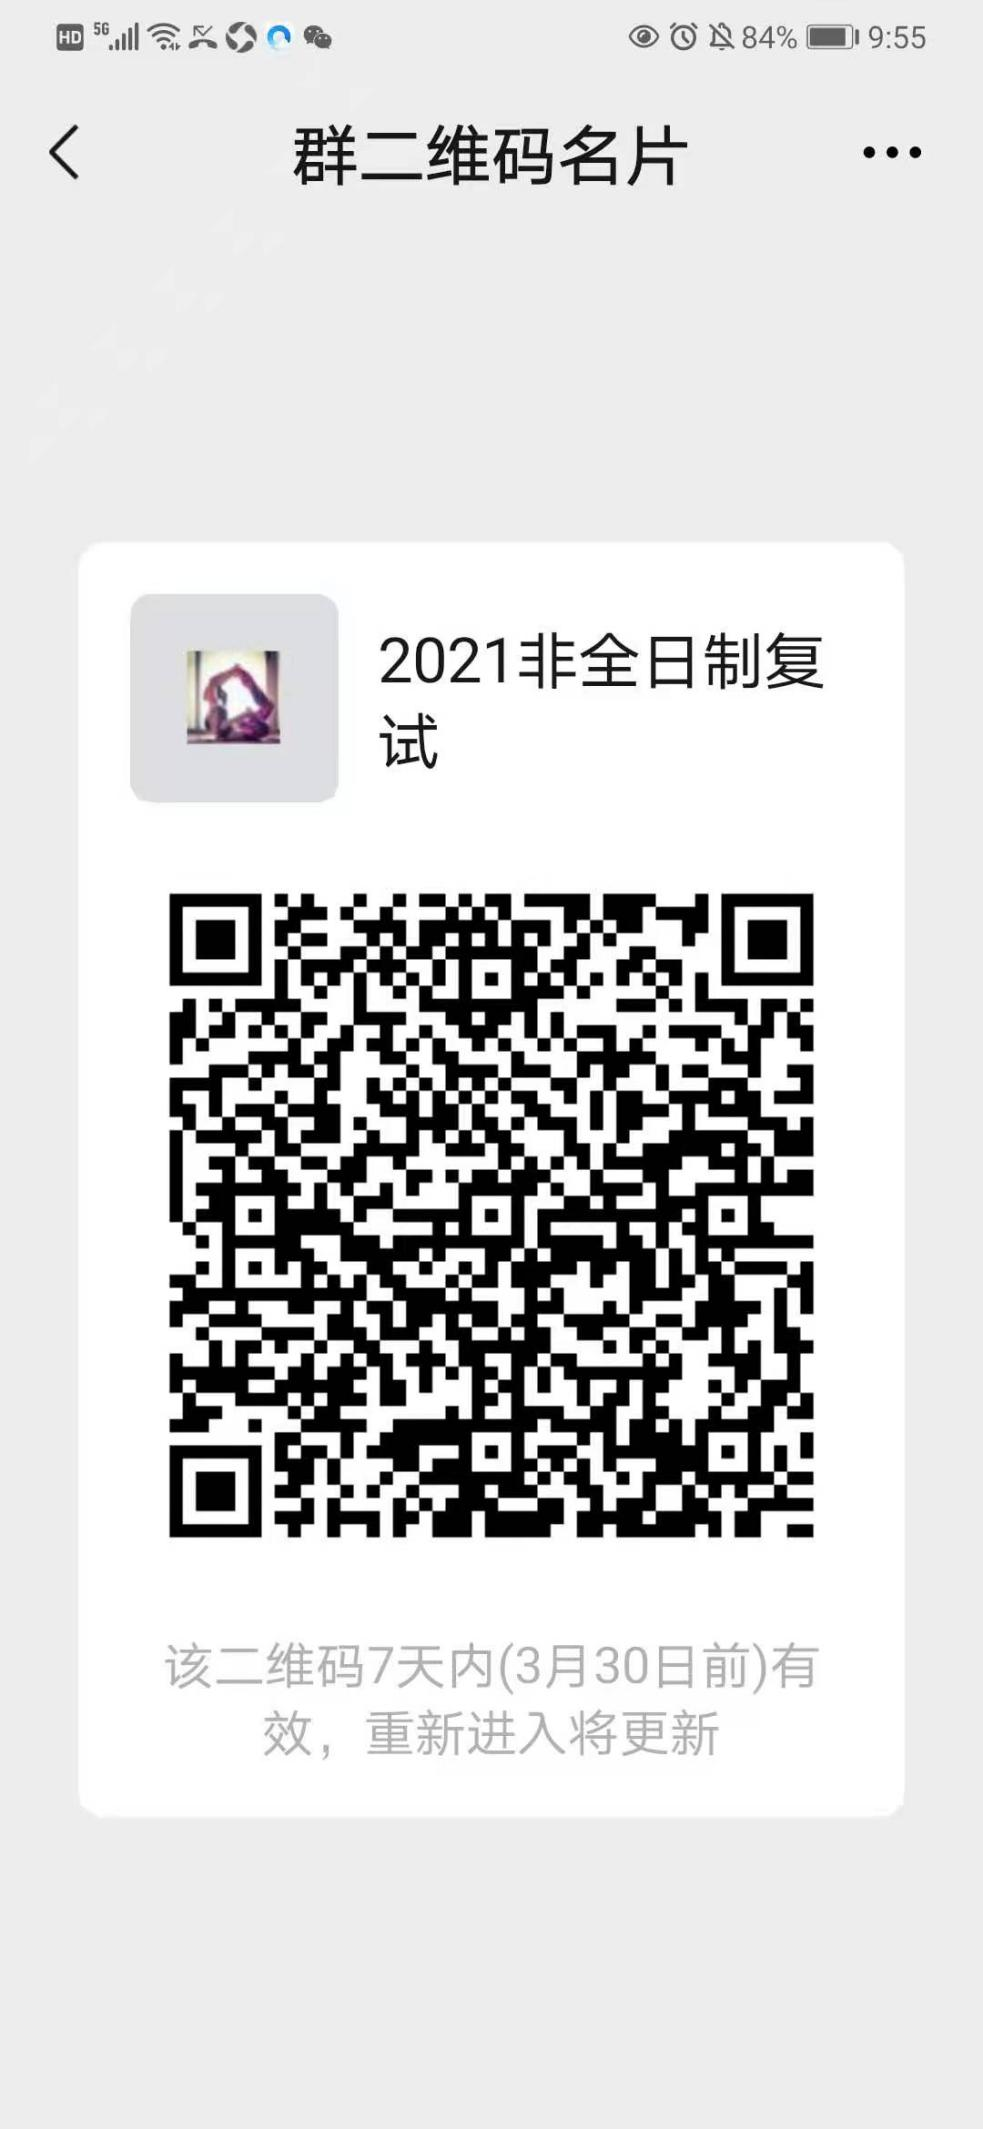 HD 5G 84% 9:55
群二维码名片
2021非全日制复
试
该二维码7天内(3月30日前)有
效，重新进入将更新